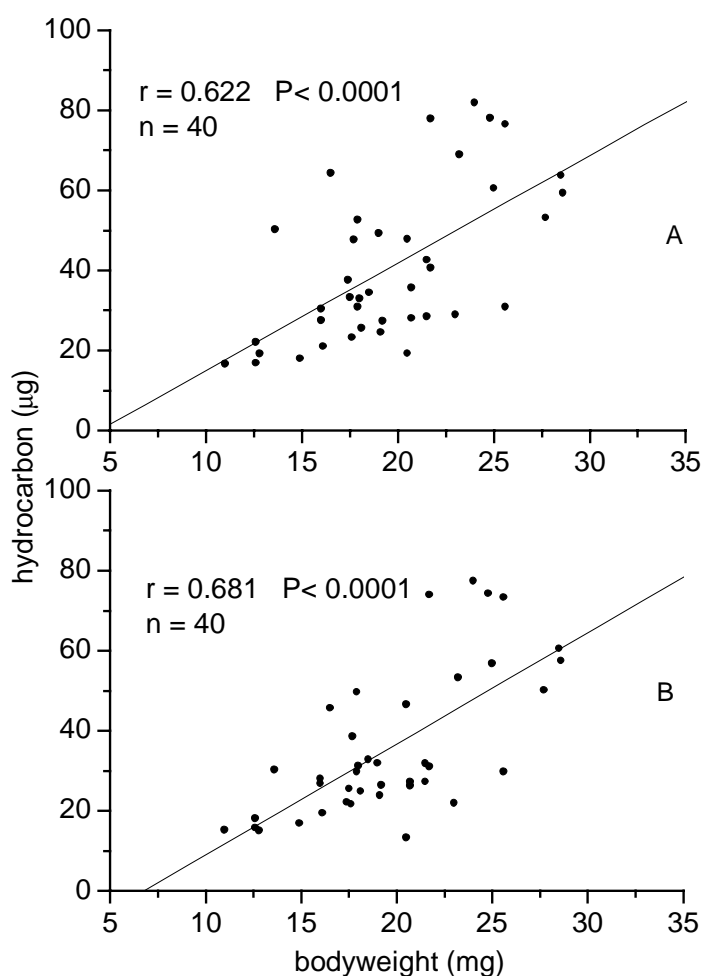 100
80
60
40
20
0
r = 0.622 P< 0.0001
n = 40
A
5 10 15 20 25 30 35
hydrocarbon (μg)
100
80
60
40
20
0
r = 0.681 P< 0.0001
n = 40
B
5 10 15 20 25 30 35
bodyweight (mg)